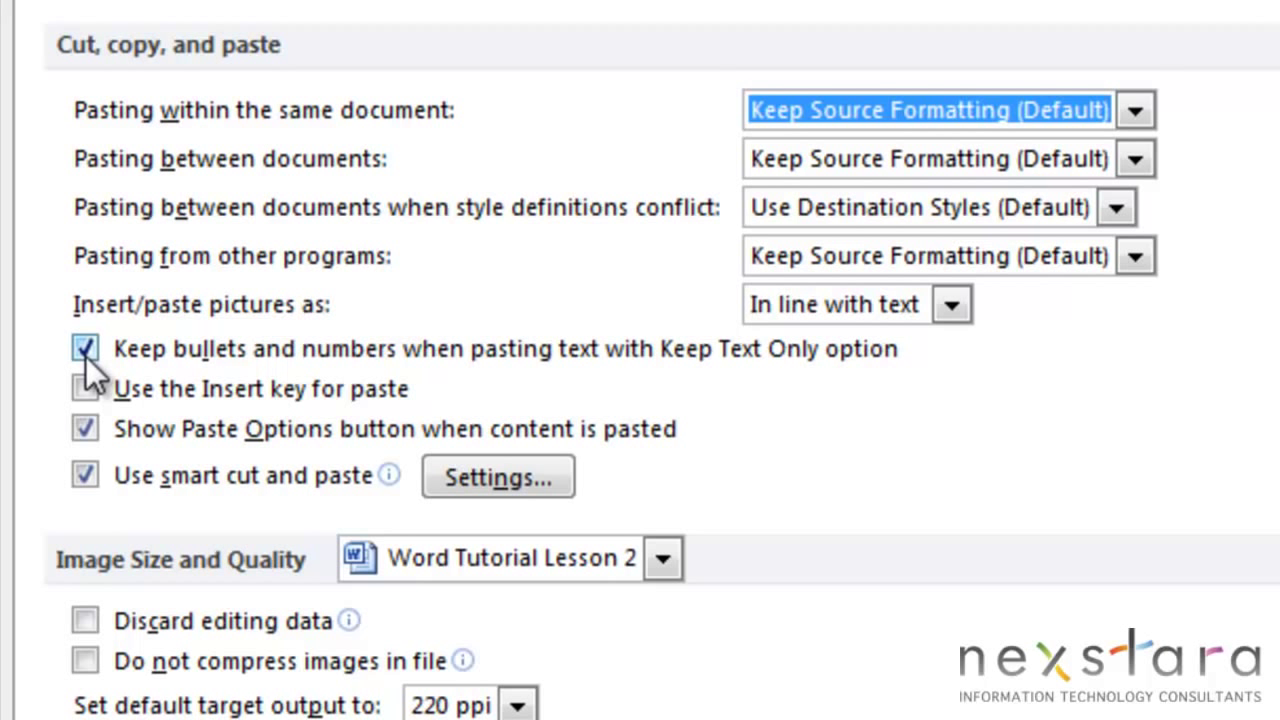 Cut, copy, and paste
Pasting within the same document: Keep Source Formatting (Default)
Pasting between documents: Keep Source Formatting (Default)
Pasting between documents when style definitions conflict: Use Destination Styles (Default)
Pasting from other programs: Keep Source Formatting (Default)
Insert/paste pictures as: In line with text
Keep bullets and numbers when pasting text with Keep Text Only option
Use the Insert key for paste
Show Paste Options button when content is pasted
Use smart cut and paste Settings...
Image Size and Quality Word Tutorial Lesson 2
Discard editing data
Do not compress images in file
Set default target output to: 220 ppi
nexstara
INFORMATION TECHNOLOGY CONSULTANTS